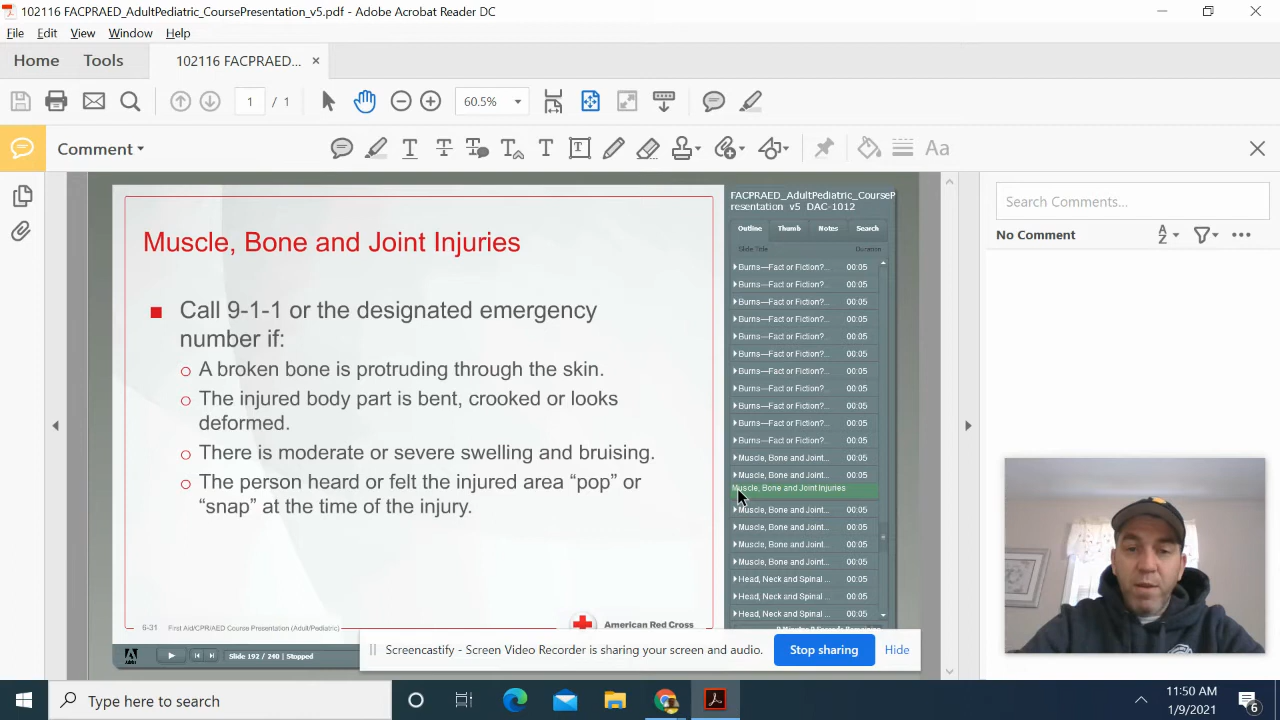 102116 FACPRAED_AdultPediatric_CoursePresentation_v5.pdf - Adobe Acrobat Reader DC
File Edit View Window Help
Home Tools 102116 FACPRAED...
1 / 1 60.5%
Comment
Search Comments...
No Comment
Muscle, Bone and Joint Injuries
Call 9-1-1 or the designated emergency
number if:
A broken bone is protruding through the skin.
The injured body part is bent, crooked or looks
deformed.
There is moderate or severe swelling and bruising.
The person heard or felt the injured area “pop” or
“snap” at the time of the injury.
6-31 First Aid/CPR/AED Course Presentation (Adult/Pediatric)
American Red Cross
Slide 192 / 240 | Stopped
FACPRAED_AdultPediatric_CourseP
resentation v5 DAC-1012
Outline Thumb Notes Search
Slide Title Duration
Burns—Fact or Fiction?... 00:05
Burns—Fact or Fiction?... 00:05
Burns—Fact or Fiction?... 00:05
Burns—Fact or Fiction?... 00:05
Burns—Fact or Fiction?... 00:05
Burns—Fact or Fiction?... 00:05
Burns—Fact or Fiction?... 00:05
Burns—Fact or Fiction?... 00:05
Burns—Fact or Fiction?... 00:05
Burns—Fact or Fiction?... 00:05
Burns—Fact or Fiction?... 00:05
Muscle, Bone and Joint... 00:05
Muscle, Bone and Joint... 00:05
Muscle, Bone and Joint Injuries
Muscle, Bone and Joint... 00:05
Muscle, Bone and Joint... 00:05
Muscle, Bone and Joint... 00:05
Muscle, Bone and Joint... 00:05
Head, Neck and Spinal ... 00:05
Head, Neck and Spinal ... 00:05
Head, Neck and Spinal ... 00:05
Screencastify - Screen Video Recorder is sharing your screen and audio. Stop sharing Hide
Type here to search
11:50 AM
1/9/2021
6